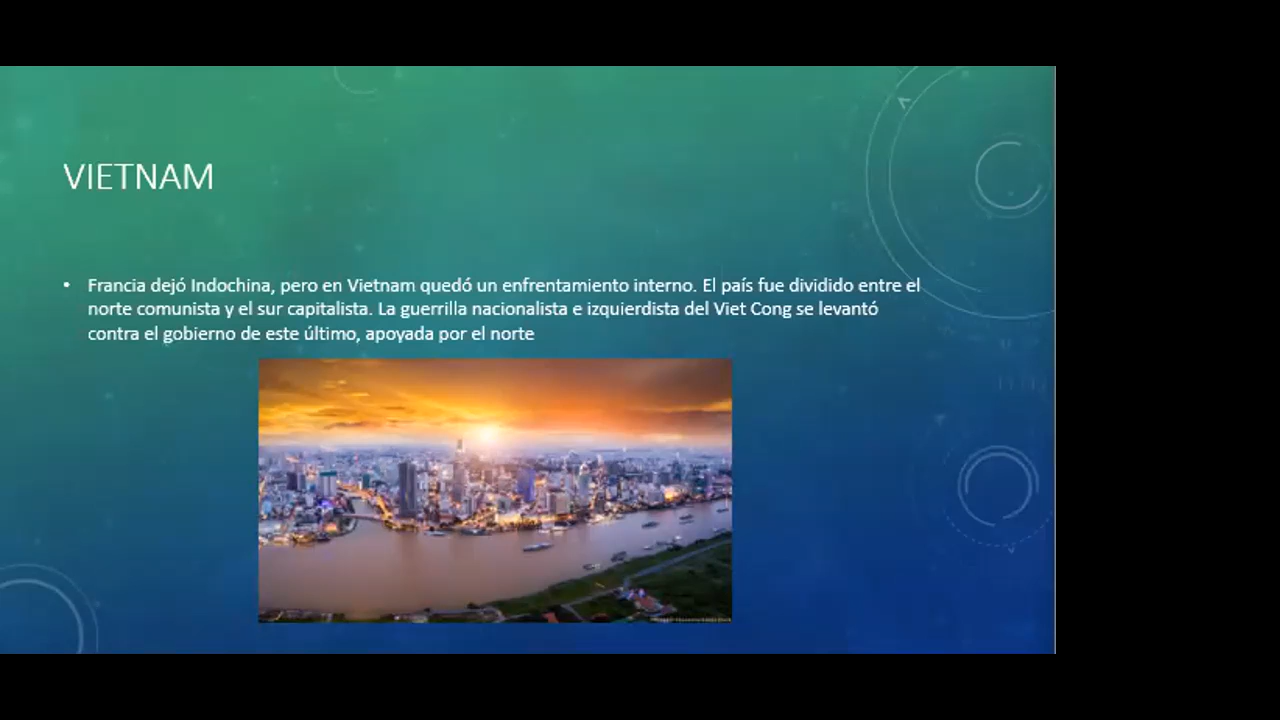 VIETNAM
• Francia dejó Indochina, pero en Vietnam quedó un enfrentamiento interno. El país fue dividido entre el
norte comunista y el sur capitalista. La guerrilla nacionalista e izquierdista del Viet Cong se levantó
contra el gobierno de este último, apoyada por el norte